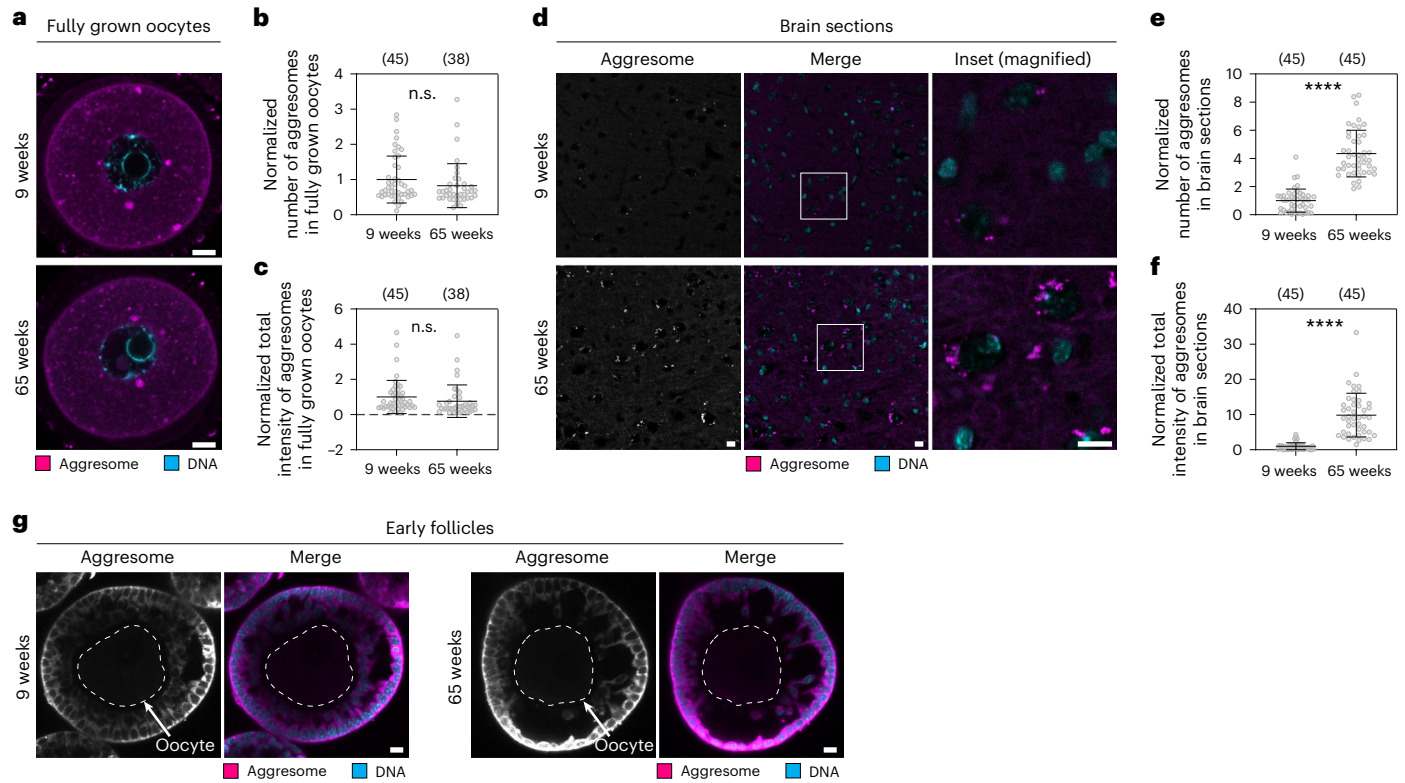 a
Fully grown oocytes
9 weeks
65 weeks
Aggresome
DNA
b
(45)
(38)
Normalized
number of aggresomes
in fully grown oocytes
4
3
2
1
0
n.s.
9 weeks
65 weeks
c
(45)
(38)
Normalized total
intensity of aggresomes
in fully grown oocytes
6
4
2
0
–2
n.s.
9 weeks
65 weeks
d
Brain sections
Aggresome
Merge
Inset (magnified)
9 weeks
65 weeks
Aggresome
DNA
e
(45)
(45)
Normalized
number of aggresomes
in brain sections
10
8
6
4
2
0
****
9 weeks
65 weeks
f
(45)
(45)
Normalized total
intensity of aggresomes
in brain sections
40
30
20
10
0
****
9 weeks
65 weeks
g
Early follicles
Aggresome
Merge
Aggresome
Merge
9 weeks
Oocyte
65 weeks
Oocyte
Aggresome
DNA
Aggresome
DNA